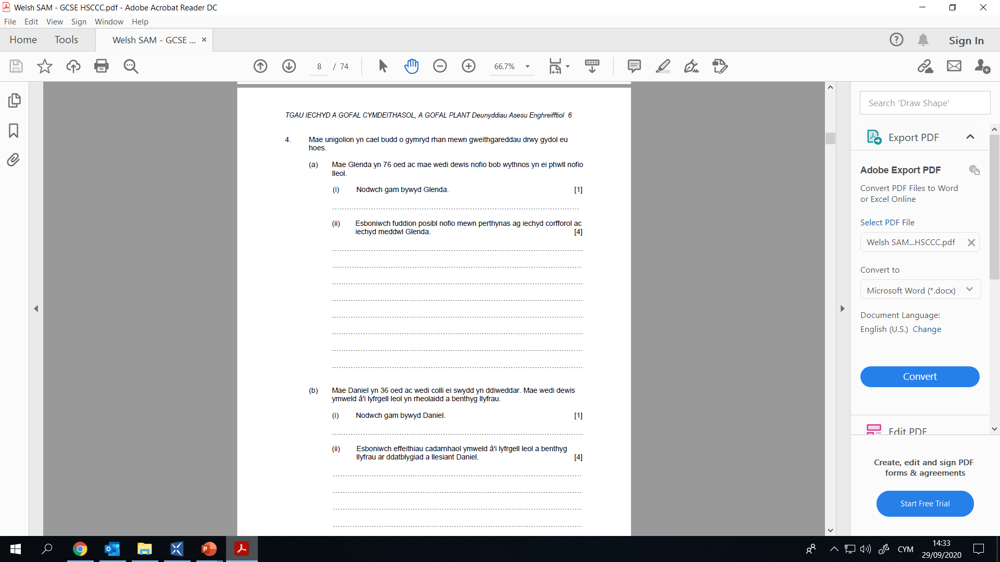 Welsh SAM - GCSE HSCCC.pdf - Adobe Acrobat Reader DC
File Edit View Sign Window Help
Home Tools Welsh SAM - GCSE ... × Sign In
8 / 74 66.7%
TGAU IECHYD A GOFAL CYMDEITHASOL, A GOFAL PLANT Deunyddiau Asesu Enghreifftiol 6
4. Mae unigolion yn cael budd o gymryd rhan mewn gweithgareddau drwy gydol eu
hoes.
(a) Mae Glenda yn 76 oed ac mae wedi dewis nofio bob wythnos yn ei phwll nofio
lleol.
(i) Nodwch gam bywyd Glenda. [1]
(ii) Esboniwch fuddion posibl nofio mewn perthynas ag iechyd corfforol ac
iechyd meddwl Glenda. [4]
(b) Mae Daniel yn 36 oed ac wedi colli ei swydd yn ddiweddar. Mae wedi dewis
ymweld â'i lyfrgell leol yn rheolaidd a benthyg llyfrau.
(i) Nodwch gam bywyd Daniel. [1]
(ii) Esboniwch effeithiau cadarnhaol ymweld â'i lyfrgell leol a benthyg
llyfrau ar ddatblygiad a llesiant Daniel. [4]
Search 'Draw Shape'
Export PDF
Adobe Export PDF
Convert PDF Files to Word
or Excel Online
Select PDF File
Welsh SAM...HSCCC.pdf
Convert to
Microsoft Word (*.docx)
Document Language:
English (U.S.) Change
Convert
Edit PDF
Create, edit and sign PDF
forms & agreements
Start Free Trial
CYM
14:33
29/09/2020